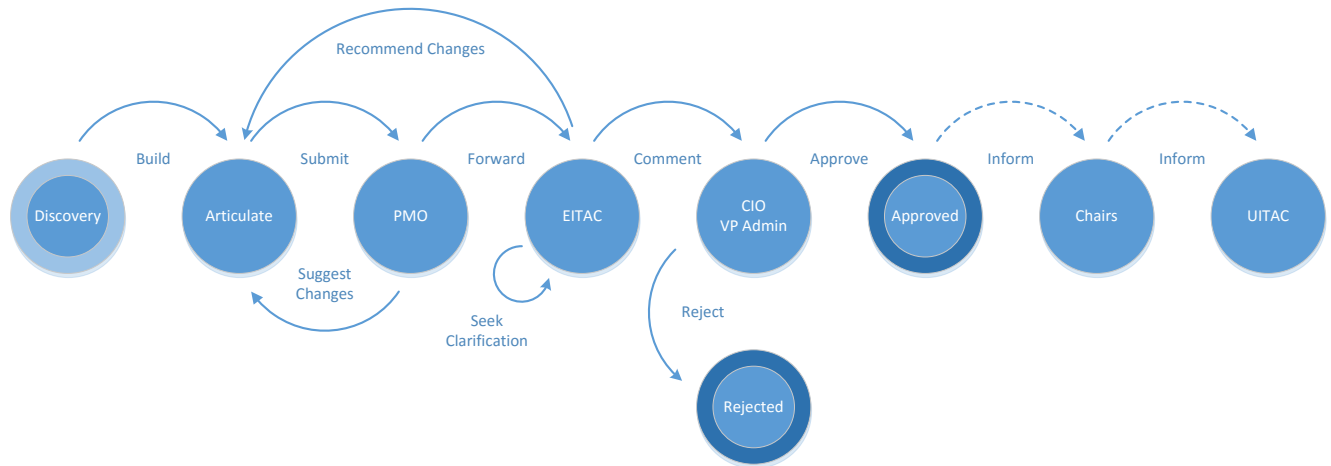 Recommend Changes
Build
Submit
Forward
Comment
Approve
Inform
Inform
Discovery
Articulate
PMO
EITAC
CIO
VP Admin
Approved
Chairs
UITAC
Suggest
Changes
Seek
Clarification
Reject
Rejected